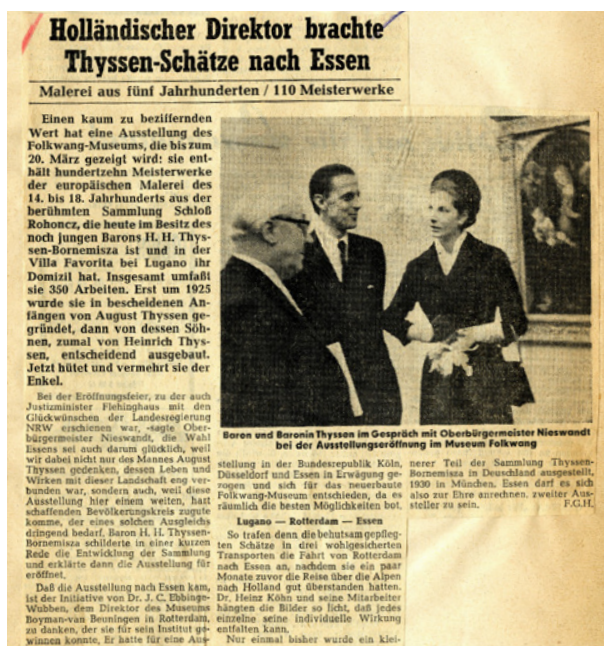 Holländischer Direktor brachte
Thyssen-Schätze nach Essen
Malerei aus fünf Jahrhunderten / 110 Meisterwerke
Einen kaum zu beziffernden
Wert hat eine Ausstellung des
Folkwang-Museums, die bis zum
20. März gezeigt wird: sie ent-
hält hundertzehn Meisterwerke
der europäischen Malerei des
14. bis 18. Jahrhunderts aus der
berühmten Sammlung Schloß
Rohoncz, die heute im Besitz des
noch jungen Barons H. H. Thys-
sen-Bornemisza ist und in der
Villa Favorita bei Lugano ihr
Domizil hat. Insgesamt umfaßt
sie 350 Arbeiten. Erst um 1925
wurde sie in bescheidenen An-
fängen von August Thyssen ge-
gründet, dann von dessen Söh-
nen, zumal von Heinrich Thys-
sen, entscheidend ausgebaut.
Jetzt hütet und vermehrt sie der
Enkel.
Bei der Eröffnungsfeier, zu der auch
Justizminister Flehinghaus mit den
Glückwünschen der Landesregierung
NRW erschienen war, -sagte Ober-
bürgermeister Nieswandt, die Wahl
Essens sei auch darum glücklich, weil
wir dabei nicht nur des Mannes August
Thyssen gedenken, dessen Leben und
Wirken mit dieser Landschaft eng ver-
bunden war, sondern auch, weil diese
Ausstellung hier einem weiten, hart
schaffenden Bevölkerungskreis zugute
komme, der eines solchen Ausgleichs
dringend bedarf. Baron H. H. Thyssen-
Bornemisza schilderte in einer kurzen
Rede die Entwicklung der Sammlung
und erklärte dann die Ausstellung für
eröffnet.
Daß die Ausstellung nach Essen kam,
ist der Initiative von Dr. J. C. Ebbinge-
Wubben, dem Direktor des Museums
Boyman-van Beuningen in Rotterdam,
zu danken, der sie für sein Institut ge-
winnen konnte. Er hatte für eine Aus-
Baron und Baronin Thyssen im Gespräch mit Oberbürgermeister Nieswandt
bei der Ausstellungseröffnung im Museum Folkwang
stellung in der Bundesrepublik Köln,
Düsseldorf und Essen in Erwägung ge-
zogen und sich für das neuerbaute
Folkwang-Museum entschieden, da es
räumlich die besten Möglichkeiten bot.
Lugano — Rotterdam — Essen
So trafen denn die behutsam gepfleg-
ten Schätze in drei wohlgesicherten
Transporten die Fahrt von Rotterdam
nach Essen an, nachdem sie ein paar
Monate zuvor die Reise über die Alpen
nach Holland gut überstanden hatten.
Dr. Heinz Köhn und seine Mitarbeiter
hängten die Bilder so licht, daß jedes
einzelne seine individuelle Wirkung
entfalten kann.
Nur einmal bisher wurde ein klei-
nerer Teil der Sammlung Thyssen-
Bornemisza in Deuschland ausgestellt,
1930 in München. Essen darf es sich
also zur Ehre anrechnen, zweiter Aus-
steller zu sein. F.G.H.